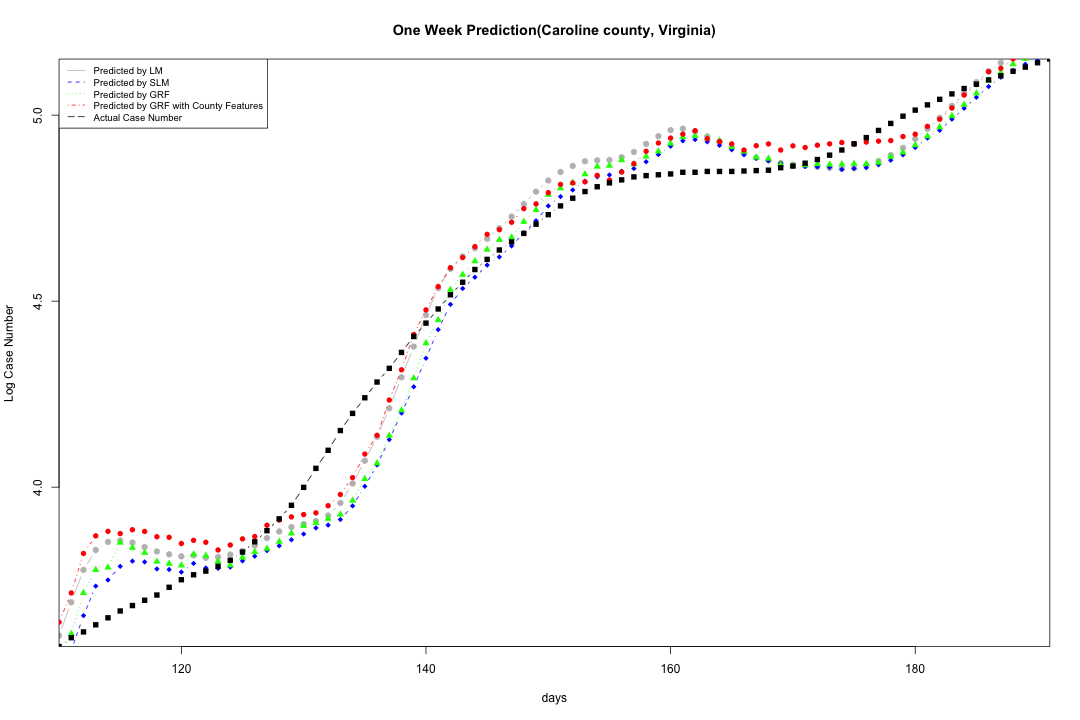 One Week Prediction(Caroline county, Virginia)
Predicted by LM
Predicted by SLM
Predicted by GRF
Predicted by GRF with County Features
Actual Case Number
5.0
4.5
4.0
Log Case Number
120
140
160
180
days